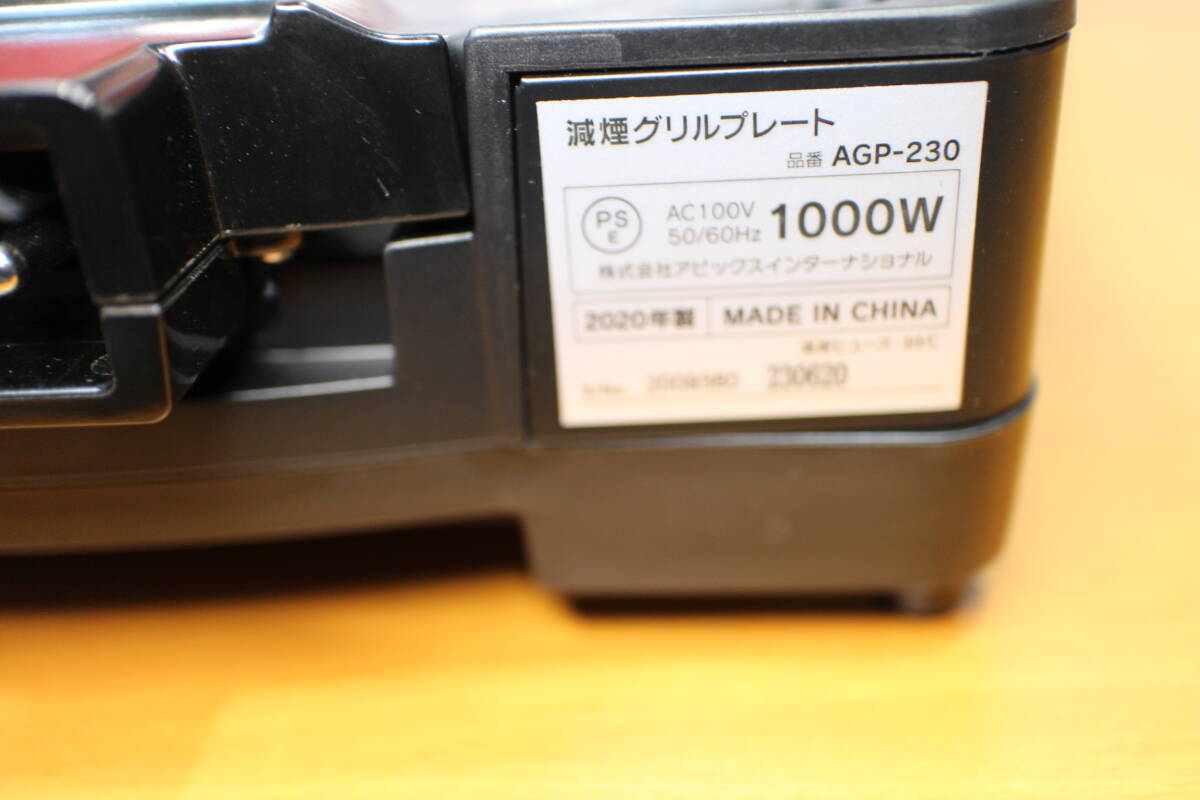 減煙グリルプレート
品番 AGP-230
PS
E
AC100V
50/60Hz
1000W
株式会社アピックスインターナショナル
2020年製 MADE IN CHINA
230620